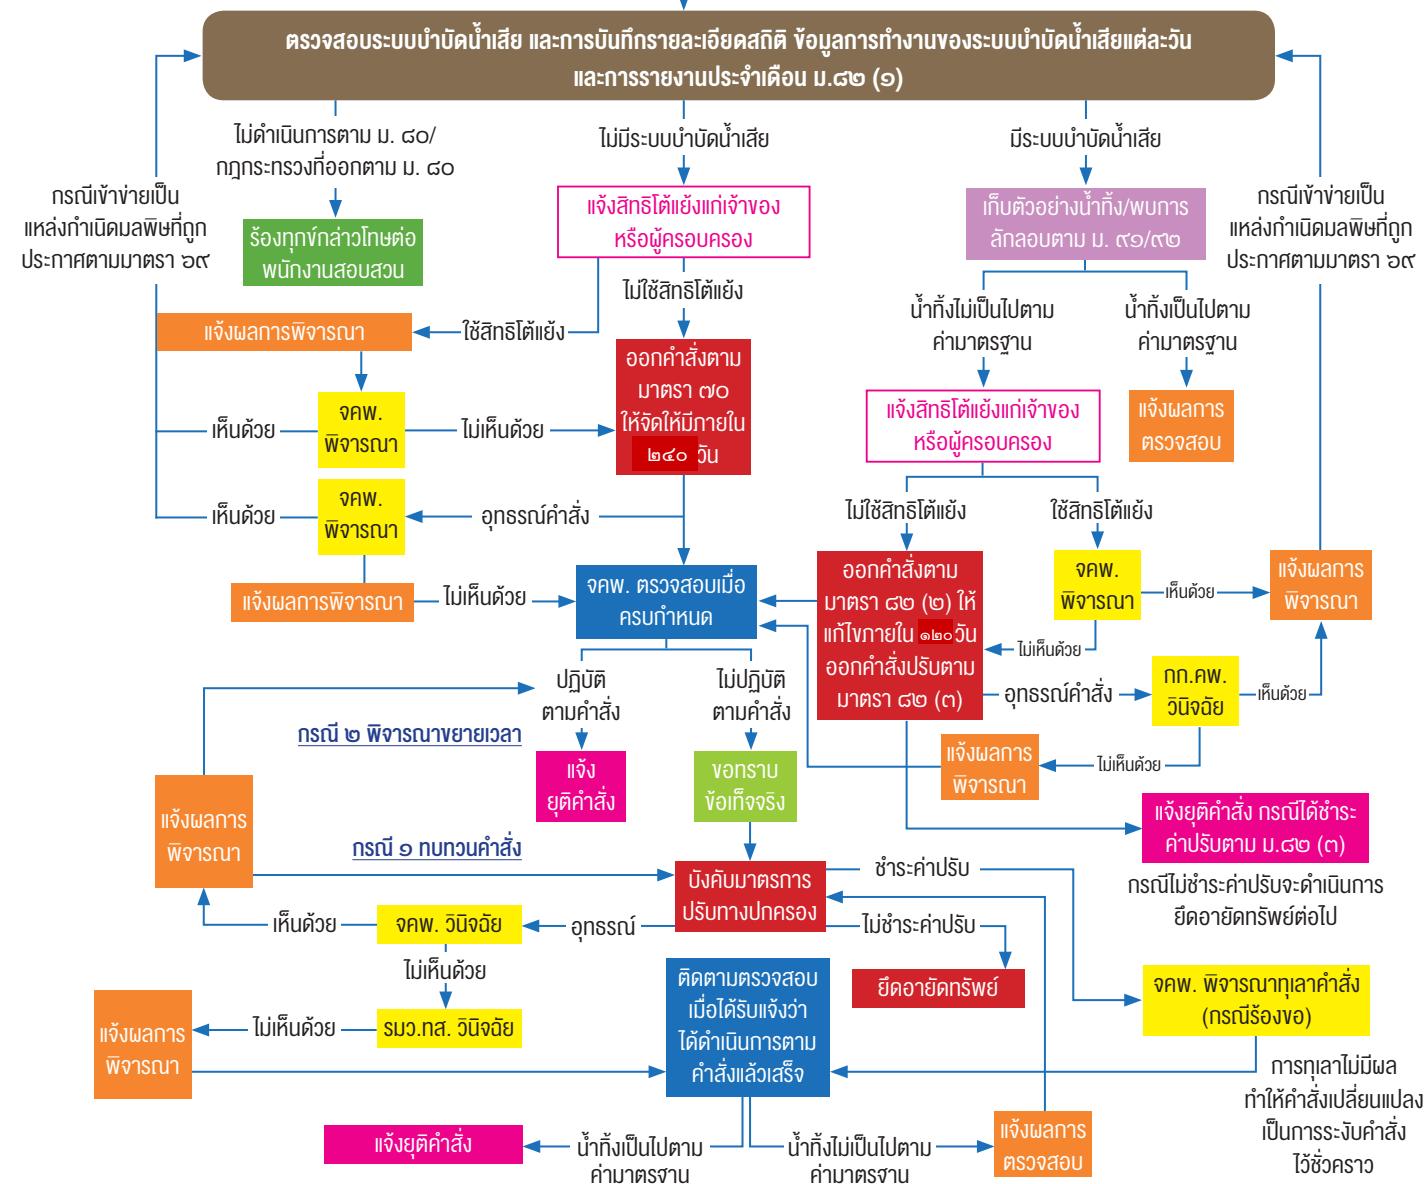 ตรวจสอบระบบบำบัดน้ำเสีย และการบันทึกรายละเอียดสถิติ ข้อมูลการทำงานของระบบบำบัดน้ำเสียแต่ละวัน
และการรายงานประจำเดือน ม.๘๒ (๑)
ไม่ดำเนินการตาม ม. ๘๐/
กฎกระทรวงที่ออกตาม ม. ๘๐
ไม่มีระบบบำบัดน้ำเสีย
มีระบบบำบัดน้ำเสีย
กรณีเข้าข่ายเป็น
แหล่งกำเนิดมลพิษที่ถูก
ประกาศตามมาตรา ๖๙
ร้องทุกข์กล่าวโทษต่อ
พนักงานสอบสวน
แจ้งสิทธิโต้แย้งแก่เจ้าของ
หรือผู้ครอบครอง
เก็บตัวอย่างน้ำทิ้ง/พบการ
ลักลอบตาม ม. ๙๑/๙๒
กรณีเข้าข่ายเป็น
แหล่งกำเนิดมลพิษที่ถูก
ประกาศตามมาตรา ๖๙
ไม่ใช้สิทธิโต้แย้ง
น้ำทิ้งไม่เป็นไปตาม
ค่ามาตรฐาน
น้ำทิ้งเป็นไปตาม
ค่ามาตรฐาน
แจ้งผลการพิจารณา
ใช้สิทธิโต้แย้ง
ออกคำสั่งตาม
มาตรา ๗๐
ให้จัดให้มีภายใน
๒๔๐ วัน
แจ้งสิทธิโต้แย้งแก่เจ้าของ
หรือผู้ครอบครอง
แจ้งผลการ
ตรวจสอบ
เห็นด้วย
จคพ.
พิจารณา
ไม่เห็นด้วย
เห็นด้วย
จคพ.
พิจารณา
อุทธรณ์คำสั่ง
ไม่ใช้สิทธิโต้แย้ง
ใช้สิทธิโต้แย้ง
แจ้งผลการพิจารณา
ไม่เห็นด้วย
จคพ. ตรวจสอบเมื่อ
ครบกำหนด
ออกคำสั่งตาม
มาตรา ๘๒ (๒) ให้
แก้ไขภายใน ๑๒๐ วัน
ออกคำสั่งปรับตาม
มาตรา ๘๒ (๓)
จคพ.
พิจารณา
เห็นด้วย
แจ้งผลการ
พิจารณา
ไม่เห็นด้วย
อุทธรณ์คำสั่ง
กก.คพ.
วินิจฉัย
เห็นด้วย
ไม่เห็นด้วย
แจ้งผลการ
พิจารณา
ปฏิบัติ
ตามคำสั่ง
ไม่ปฏิบัติ
ตามคำสั่ง
กรณี ๒ พิจารณาขยายเวลา
แจ้ง
ยุติคำสั่ง
ขอทราบ
ข้อเท็จจริง
แจ้งผลการ
พิจารณา
กรณี ๑ ทบทวนคำสั่ง
แจ้งยุติคำสั่ง กรณีได้ชำระ
ค่าปรับตาม ม.๘๒ (๓)
กรณีไม่ชำระค่าปรับจะดำเนินการ
ยึดอายัดทรัพย์ต่อไป
บังคับมาตรการ
ปรับทางปกครอง
ชำระค่าปรับ
เห็นด้วย
จคพ. วินิจฉัย
อุทธรณ์
ไม่ชำระค่าปรับ
ไม่เห็นด้วย
ยึดอายัดทรัพย์
ติดตามตรวจสอบ
เมื่อได้รับแจ้งว่า
ได้ดำเนินการตาม
คำสั่งแล้วเสร็จ
จคพ. พิจารณาทุเลาคำสั่ง
(กรณีร้องขอ)
แจ้งผลการ
พิจารณา
ไม่เห็นด้วย
รมว.ทส. วินิจฉัย
การทุเลาไม่มีผล
ทำให้คำสั่งเปลี่ยนแปลง
เป็นการระงับคำสั่ง
ไว้ชั่วคราว
แจ้งยุติคำสั่ง
น้ำทิ้งเป็นไปตาม
ค่ามาตรฐาน
น้ำทิ้งไม่เป็นไปตาม
ค่ามาตรฐาน
แจ้งผลการ
ตรวจสอบ